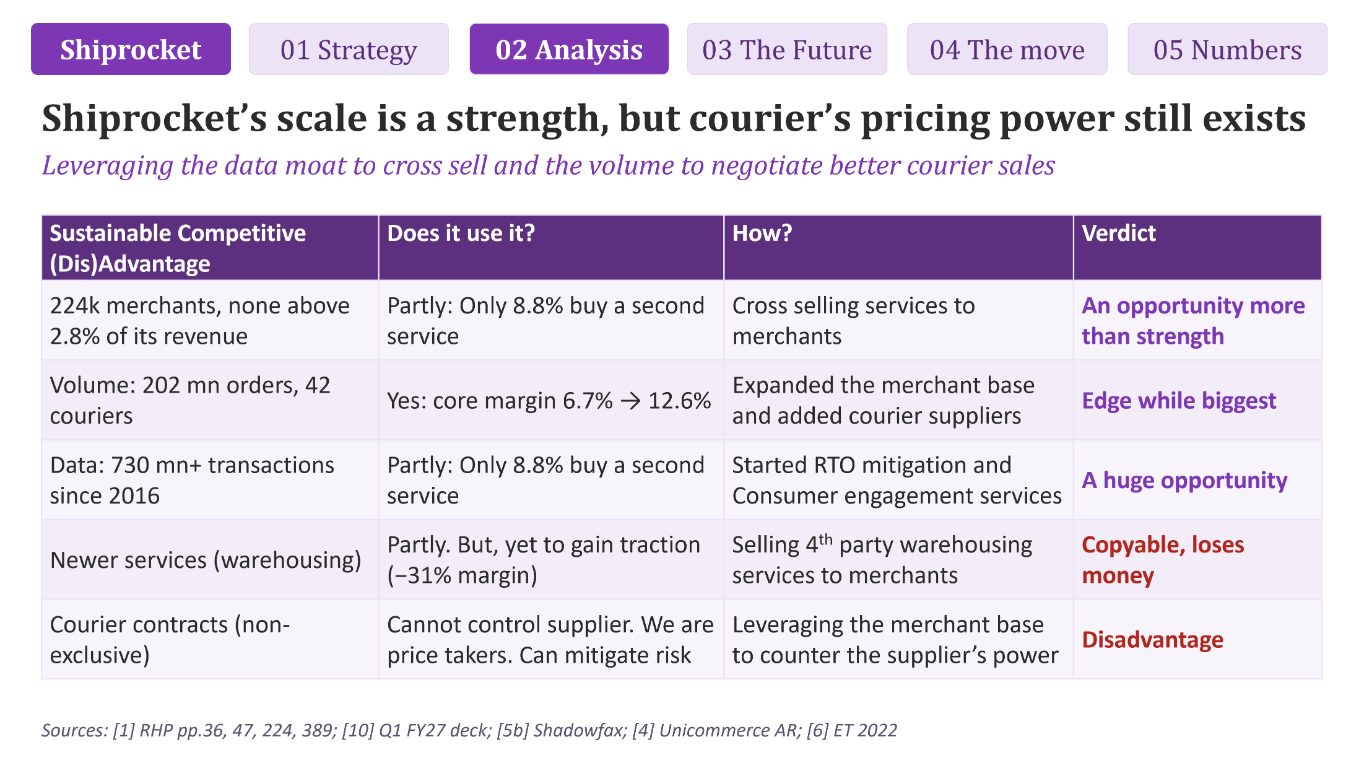 Shiprocket
01 Strategy
02 Analysis
03 The Future
04 The move
05 Numbers
Shiprocket’s scale is a strength, but courier’s pricing power still exists
Leveraging the data moat to cross sell and the volume to negotiate better courier sales
Sustainable Competitive
(Dis)Advantage
Does it use it?
How?
Verdict
224k merchants, none above
2.8% of its revenue
Partly: Only 8.8% buy a second
service
Cross selling services to
merchants
An opportunity more
than strength
Volume: 202 mn orders, 42
couriers
Yes: core margin 6.7% → 12.6%
Expanded the merchant base
and added courier suppliers
Edge while biggest
Data: 730 mn+ transactions
since 2016
Partly: Only 8.8% buy a second
service
Started RTO mitigation and
Consumer engagement services
A huge opportunity
Newer services (warehousing)
Partly. But, yet to gain traction
(−31% margin)
Selling 4th party warehousing
services to merchants
Copyable, loses
money
Courier contracts (non-
exclusive)
Cannot control supplier. We are
price takers. Can mitigate risk
Leveraging the merchant base
to counter the supplier’s power
Disadvantage
Sources: [1] RHP pp.36, 47, 224, 389; [10] Q1 FY27 deck; [5b] Shadowfax; [4] Unicommerce AR; [6] ET 2022